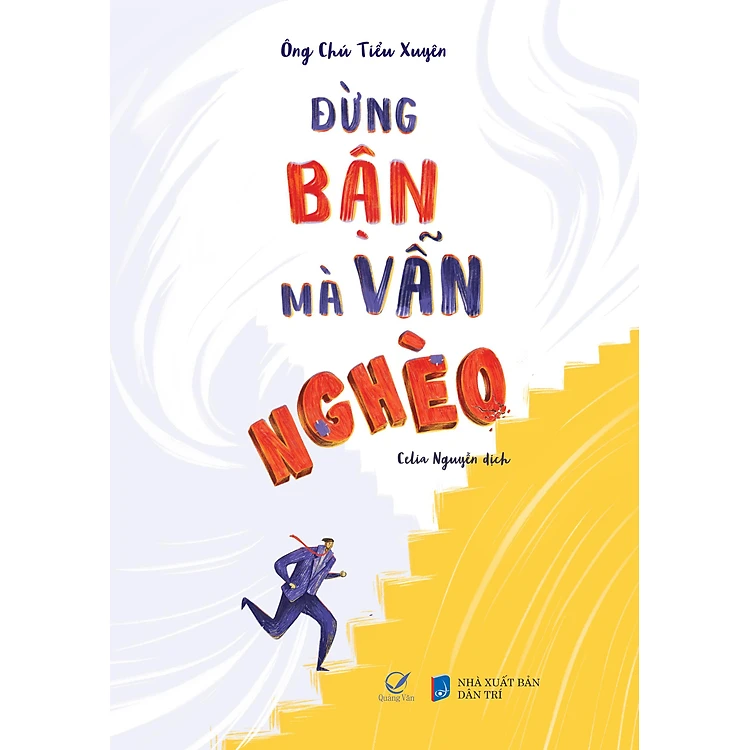 Ông Chú Tiểu Xuyên
ĐỪNG
BẬN
MÀ VẪN
NGHÈO
Celia Nguyễn dịch
Quảng Văn
NHÀ XUẤT BẢN
DÂN TRÍ